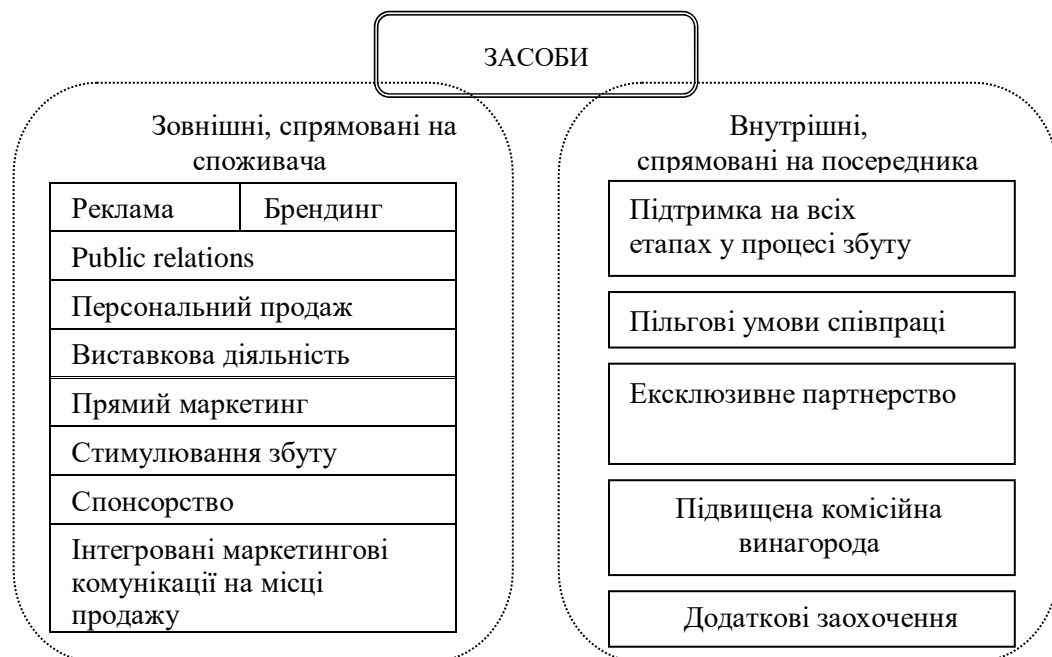 ЗАСОБИ
Зовнішні, спрямовані на
споживача
Реклама
Брендинг
Public relations
Персональний продаж
Виставкова діяльність
Прямий маркетинг
Стимулювання збуту
Спонсорство
Інтегровані маркетингові
комунікації на місці
продажу
Внутрішні,
спрямовані на посередника
Підтримка на всіх
етапах у процесі збуту
Пільгові умови співпраці
Ексклюзивне партнерство
Підвищена комісійна
винагорода
Додаткові заохочення